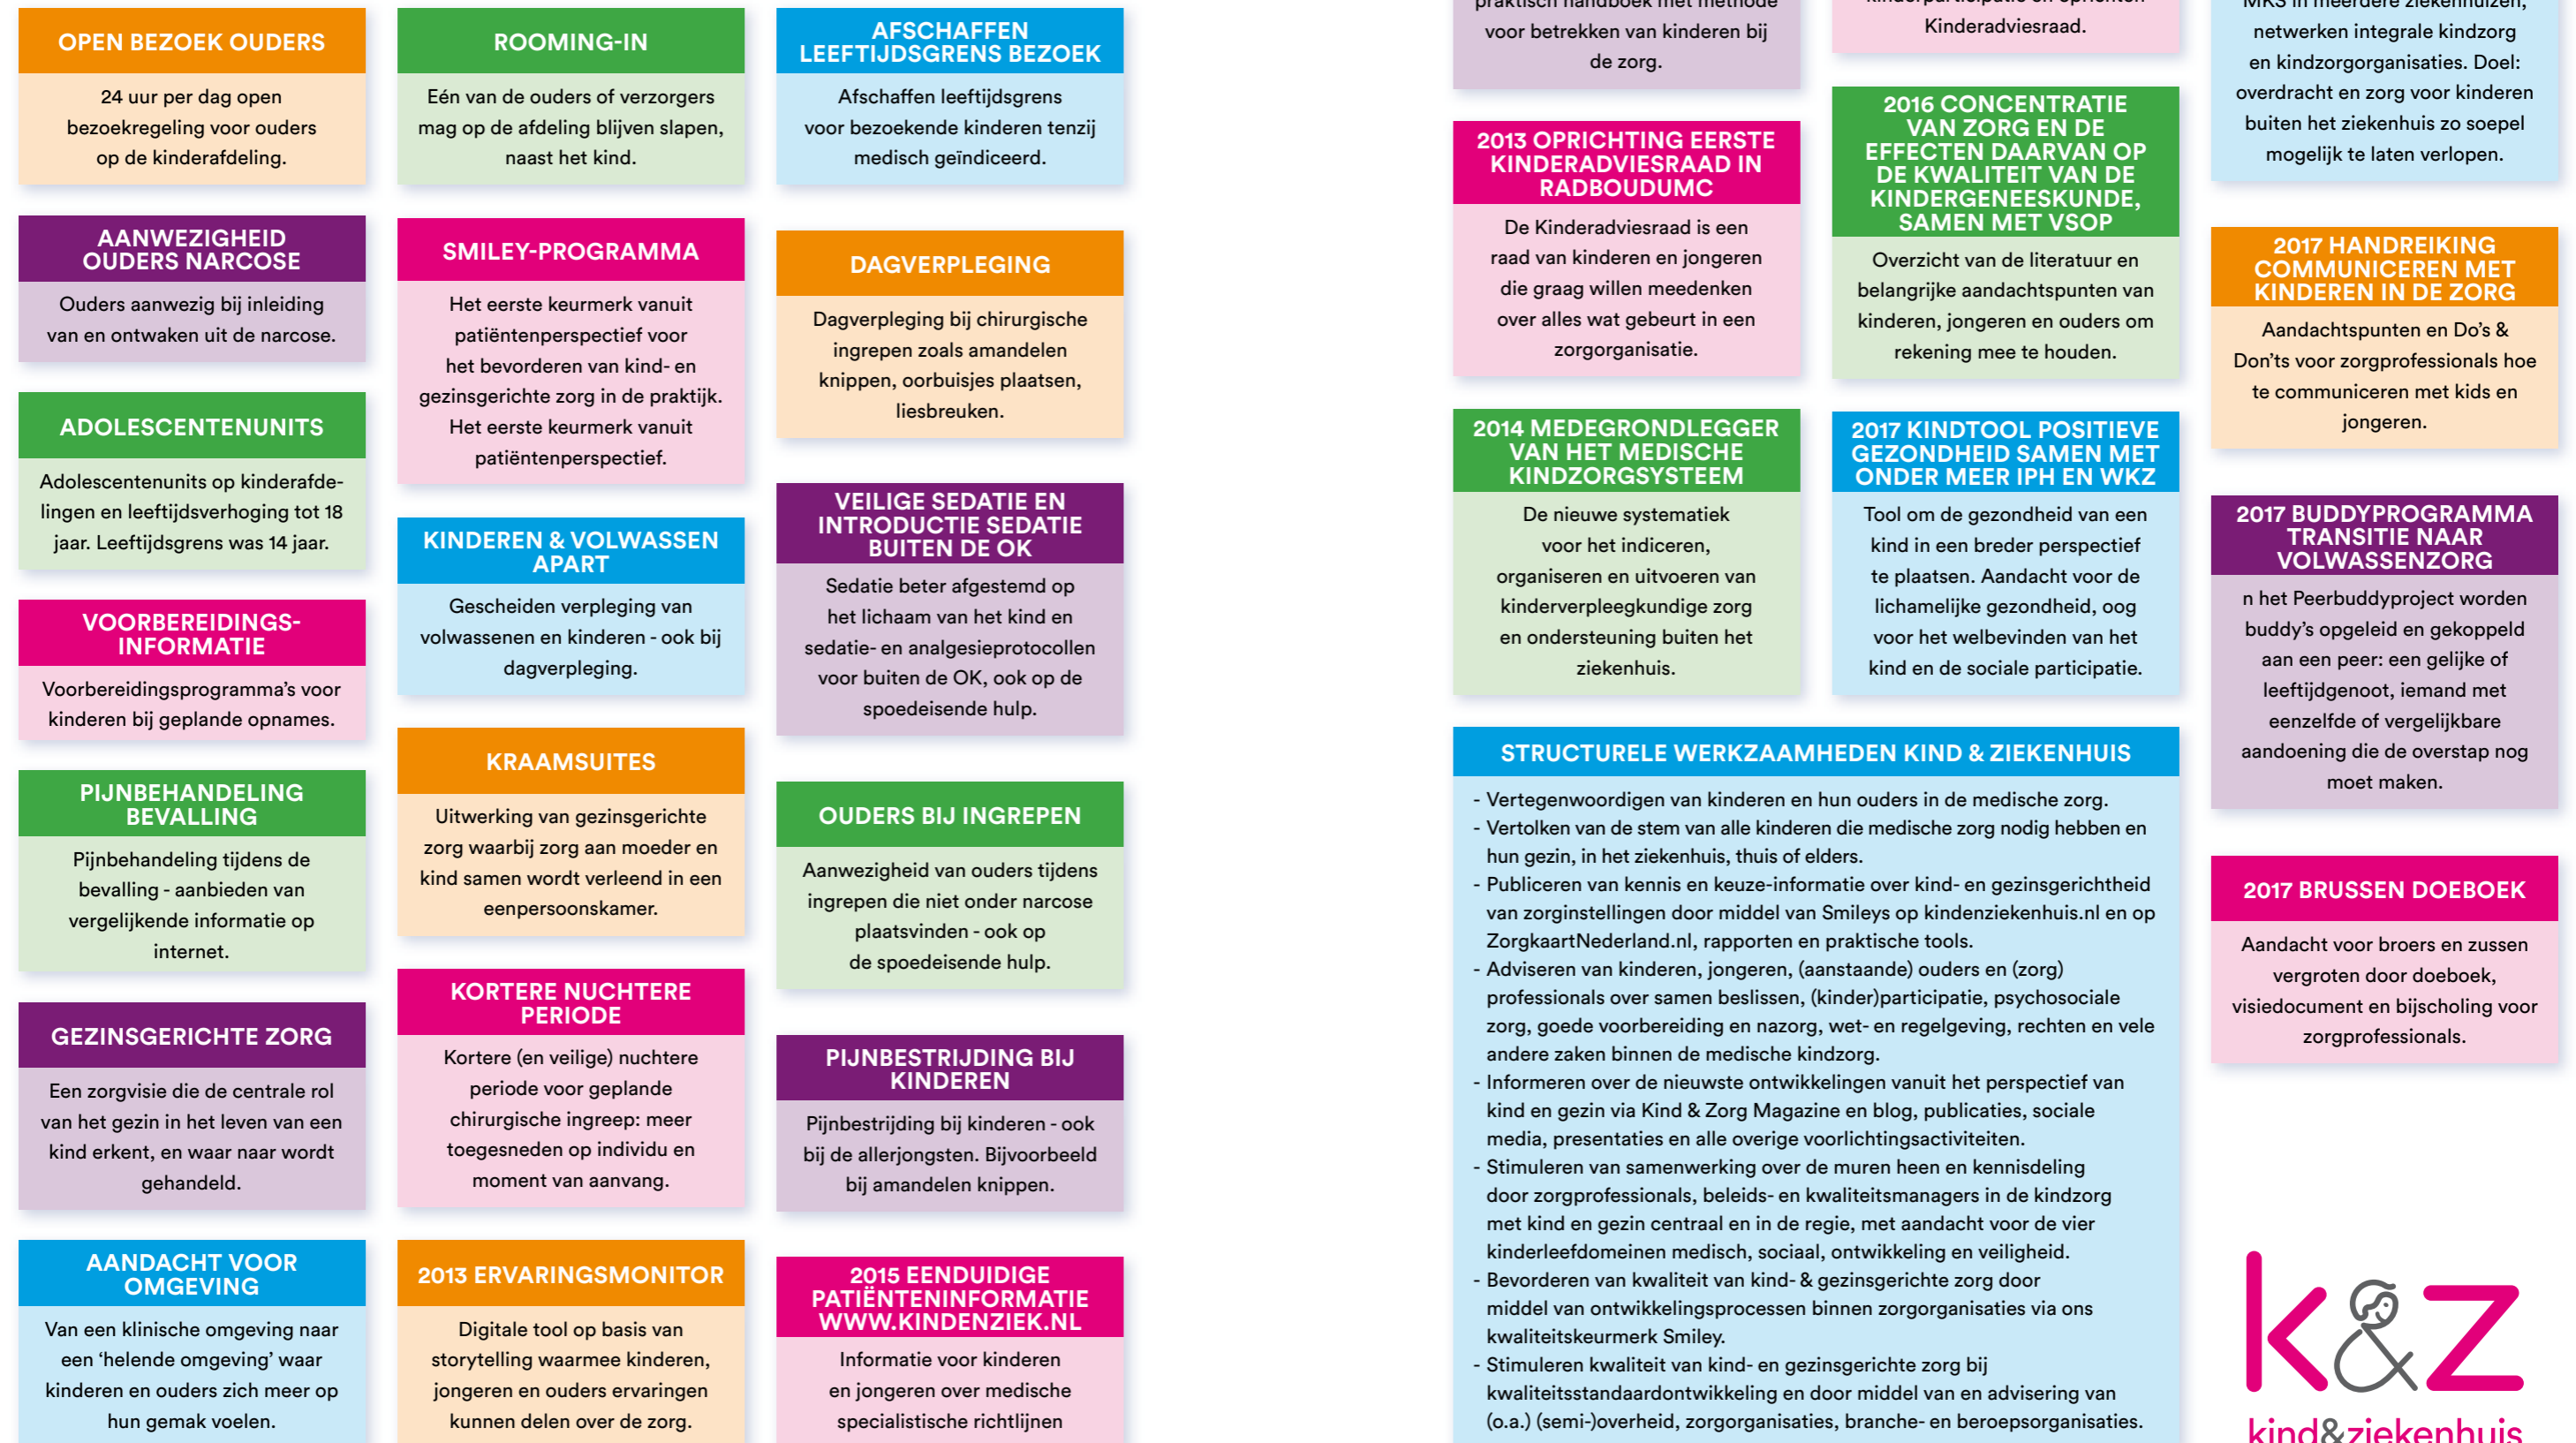 OPEN BEZOEK OUDERS
24 uur per dag open
bezoekregeling voor ouders
op de kinderafdeling.
AANWEZIGHEID
OUDERS NARCOSE
Ouders aanwezig bij inleiding
van en ontwaken uit de narcose.
ADOLESCENTENUNITS
Adolescentenunits op kinderafde-
lingen en leeftijdsverhoging tot 18
jaar. Leeftijdsgrens was 14 jaar.
VOORBEREIDINGS-
INFORMATIE
Voorbereidingsprogramma's voor
kinderen bij geplande opnames.
PIJNBEHANDELING
BEVALLING
Pijnbehandeling tijdens de
bevalling - aanbieden van
vergelijkende informatie op
internet.
GEZINSGERICHTE ZORG
Een zorgvisie die de centrale rol
van het gezin in het leven van een
kind erkent, en waar naar wordt
gehandeld.
AANDACHT VOOR
OMGEVING
Van een klinische omgeving naar
een ‘helende omgeving’ waar
kinderen en ouders zich meer op
hun gemak voelen.
ROOMING-IN
Eén van de ouders of verzorgers
mag op de afdeling blijven slapen,
naast het kind.
SMILEY-PROGRAMMA
Het eerste keurmerk vanuit
patiëntenperspectief voor
het bevorderen van kind- en
gezinsgerichte zorg in de praktijk.
Het eerste keurmerk vanuit
patiëntenperspectief.
KINDEREN & VOLWASSEN
APART
Gescheiden verpleging van
volwassenen en kinderen - ook bij
dagverpleging.
KRAAMSUITES
Uitwerking van gezinsgerichte
zorg waarbij zorg aan moeder en
kind samen wordt verleend in een
eenpersoonskamer.
KORTERE NUCHTERE
PERIODE
Kortere (en veilige) nuchtere
periode voor geplande
chirurgische ingreep: meer
toegesneden op individu en
moment van aanvang.
2013 ERVARINGSMONITOR
Digitale tool op basis van
storytelling waarmee kinderen,
jongeren en ouders ervaringen
kunnen delen over de zorg.
AFSCHAFFEN
LEEFTIJDSGRENS BEZOEK
Afschaffen leeftijdsgrens
voor bezoekende kinderen tenzij
medisch geïndiceerd.
DAGVERPLEGING
Dagverpleging bij chirurgische
ingrepen zoals amandelen
knippen, oorbuisjes plaatsen,
liesbreuken.
VEILIGE SEDATIE EN
INTRODUCTIE SEDATIE
BUITEN DE OK
Sedatie beter afgestemd op
het lichaam van het kind en
sedatie- en analgesieprotocollen
voor buiten de OK, ook op de
spoedeisende hulp.
OUDERS BIJ INGREPEN
Aanwezigheid van ouders tijdens
ingrepen die niet onder narcose
plaatsvinden - ook op
de spoedeisende hulp.
PIJNBESTRIJDING BIJ
KINDEREN
Pijnbestrijding bij kinderen - ook
bij de allerjongsten. Bijvoorbeeld
bij amandelen knippen.
2015 EENDUIDIGE
PATIËNTENINFORMATIE
WWW.KINDENZIEK.NL
Informatie voor kinderen
en jongeren over medische
specialistische richtlijnen
praktisch handboek met methode
voor betrekken van kinderen bij
de zorg.
2013 OPRICHTING EERSTE
KINDERADVIESRAAD IN
RADBOUDUMC
De Kinderadviesraad is een
raad van kinderen en jongeren
die graag willen meedenken
over alles wat gebeurt in een
zorgorganisatie.
2014 MEDEGRONDLEGGER
VAN HET MEDISCHE
KINDZORGSYSTEEM
De nieuwe systematiek
voor het indiceren,
organiseren en uitvoeren van
kinderverpleegkundige zorg
en ondersteuning buiten het
ziekenhuis.
kinderparticipatie en oprichten
Kinderadviesraad.
2016 CONCENTRATIE
VAN ZORG EN DE
EFFECTEN DAARVAN OP
DE KWALITEIT VAN DE
KINDERGENEESKUNDE,
SAMEN MET VSOP
Overzicht van de literatuur en
belangrijke aandachtspunten van
kinderen, jongeren en ouders om
rekening mee te houden.
2017 KINDTOOL POSITIEVE
GEZONDHEID SAMEN MET
ONDER MEER IPH EN WKZ
Tool om de gezondheid van een
kind in een breder perspectief
te plaatsen. Aandacht voor de
lichamelijke gezondheid, oog
voor het welbevinden van het
kind en de sociale participatie.
STRUCTURELE WERKZAAMHEDEN KIND & ZIEKENHUIS
- Vertegenwoordigen van kinderen en hun ouders in de medische zorg.
- Vertolken van de stem van alle kinderen die medische zorg nodig hebben en
hun gezin, in het ziekenhuis, thuis of elders.
- Publiceren van kennis en keuze-informatie over kind- en gezinsgerichtheid
van zorginstellingen door middel van Smileys op kindenziekenhuis.nl en op
ZorgkaartNederland.nl, rapporten en praktische tools.
- Adviseren van kinderen, jongeren, (aanstaande) ouders en (zorg)
professionals over samen beslissen, (kinder)participatie, psychosociale
zorg, goede voorbereiding en nazorg, wet- en regelgeving, rechten en vele
andere zaken binnen de medische kindzorg.
- Informeren over de nieuwste ontwikkelingen vanuit het perspectief van
kind en gezin via Kind & Zorg Magazine en blog, publicaties, sociale
media, presentaties en alle overige voorlichtingsactiviteiten.
- Stimuleren van samenwerking over de muren heen en kennisdeling
door zorgprofessionals, beleids- en kwaliteitsmanagers in de kindzorg
met kind en gezin centraal en in de regie, met aandacht voor de vier
kinderleefdomeinen medisch, sociaal, ontwikkeling en veiligheid.
- Bevorderen van kwaliteit van kind- & gezinsgerichte zorg door
middel van ontwikkelingsprocessen binnen zorgorganisaties via ons
kwaliteitskeurmerk Smiley.
- Stimuleren kwaliteit van kind- en gezinsgerichte zorg bij
kwaliteitsstandaardontwikkeling en door middel van en advisering van
(o.a.) (semi-)overheid, zorgorganisaties, branche- en beroepsorganisaties.
MKS in meerdere ziekenhuizen,
netwerken integrale kindzorg
en kindzorgorganisaties. Doel:
overdracht en zorg voor kinderen
buiten het ziekenhuis zo soepel
mogelijk te laten verlopen.
2017 HANDREIKING
COMMUNICEREN MET
KINDEREN IN DE ZORG
Aandachtspunten en Do's &
Don'ts voor zorgprofessionals hoe
te communiceren met kids en
jongeren.
2017 BUDDYPROGRAMMA
TRANSITIE NAAR
VOLWASSENZORG
n het Peerbuddyproject worden
buddy's opgeleid en gekoppeld
aan een peer: een gelijke of
leeftijdgenoot, iemand met
eenzelfde of vergelijkbare
aandoening die de overstap nog
moet maken.
2017 BRUSSEN DOEBOEK
Aandacht voor broers en zussen
vergroten door doeboek,
visiedocument en bijscholing voor
zorgprofessionals.
k&z
kind&ziekenhuis